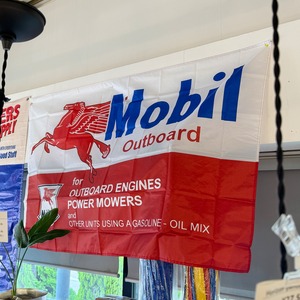 Mobil
Outboard
for
OUTBOARD ENGINES
POWER MOWERS
and
OTHER UNITS USING A GASOLINE - OIL MIX